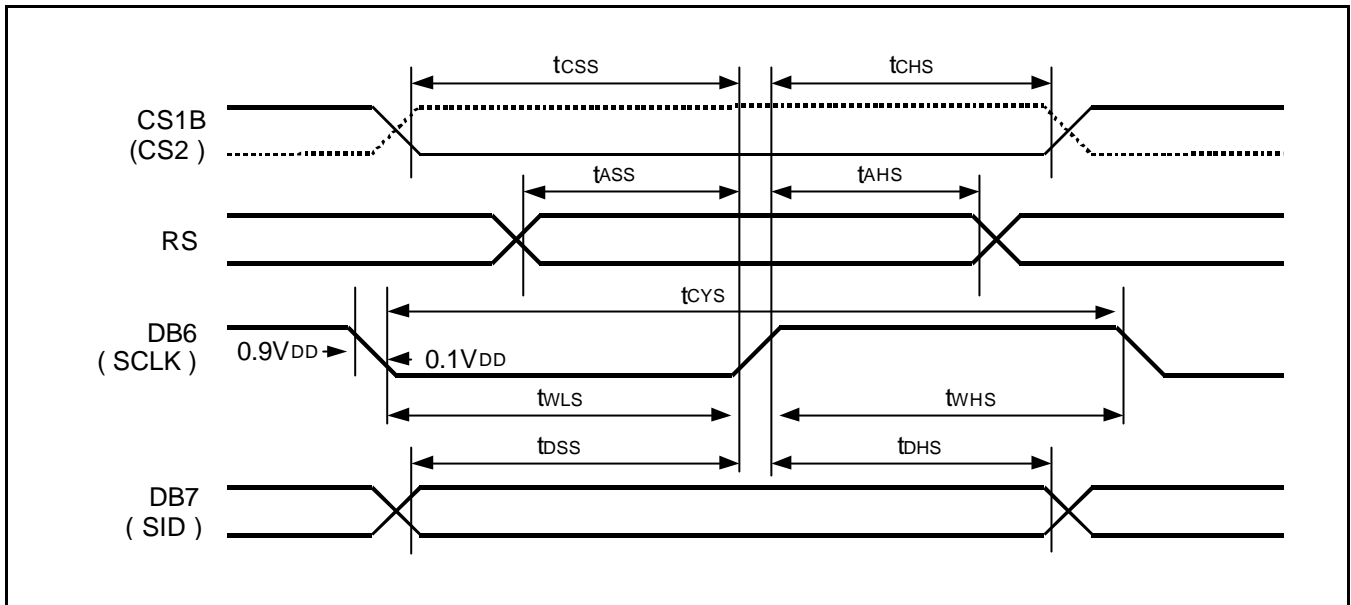 tCSS tCHS
CS1B
(CS2 )
tASS tAHS
RS
tCYS
DB6
( SCLK )
0.9VDD 0.1VDD
tWLS tWHS
tDSS tDHS
DB7
( SID )